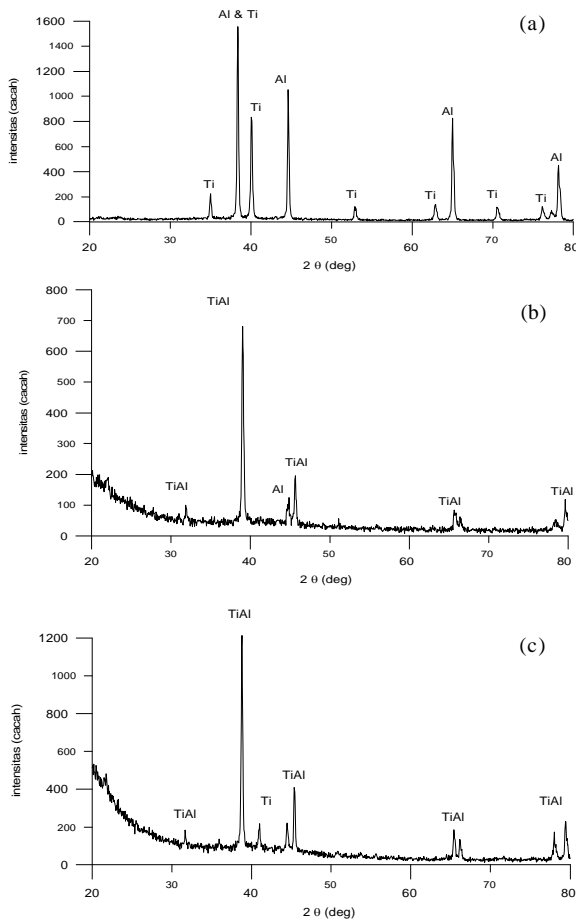 (a)
1600
Al & Ti
1400
1200
Al
1000
Al
800
600
Al
400
Ti
Ti
Ti
Ti
Ti
200
0
20
30
40
50
60
70
80
intensitas (cacah)
2 θ (deg)
(b)
800
TiAl
700
600
500
400
300
TiAl
200
TiAl
Al
TiAl
TiAl
100
0
20
30
40
50
60
70
80
intensitas (cacah)
2 θ (deg)
(c)
TiAl
1200
1000
800
600
TiAl
400
Ti
TiAl
TiAl
TiAl
200
0
20
30
40
50
60
70
80
intensitas (cacah)
2 θ (deg)